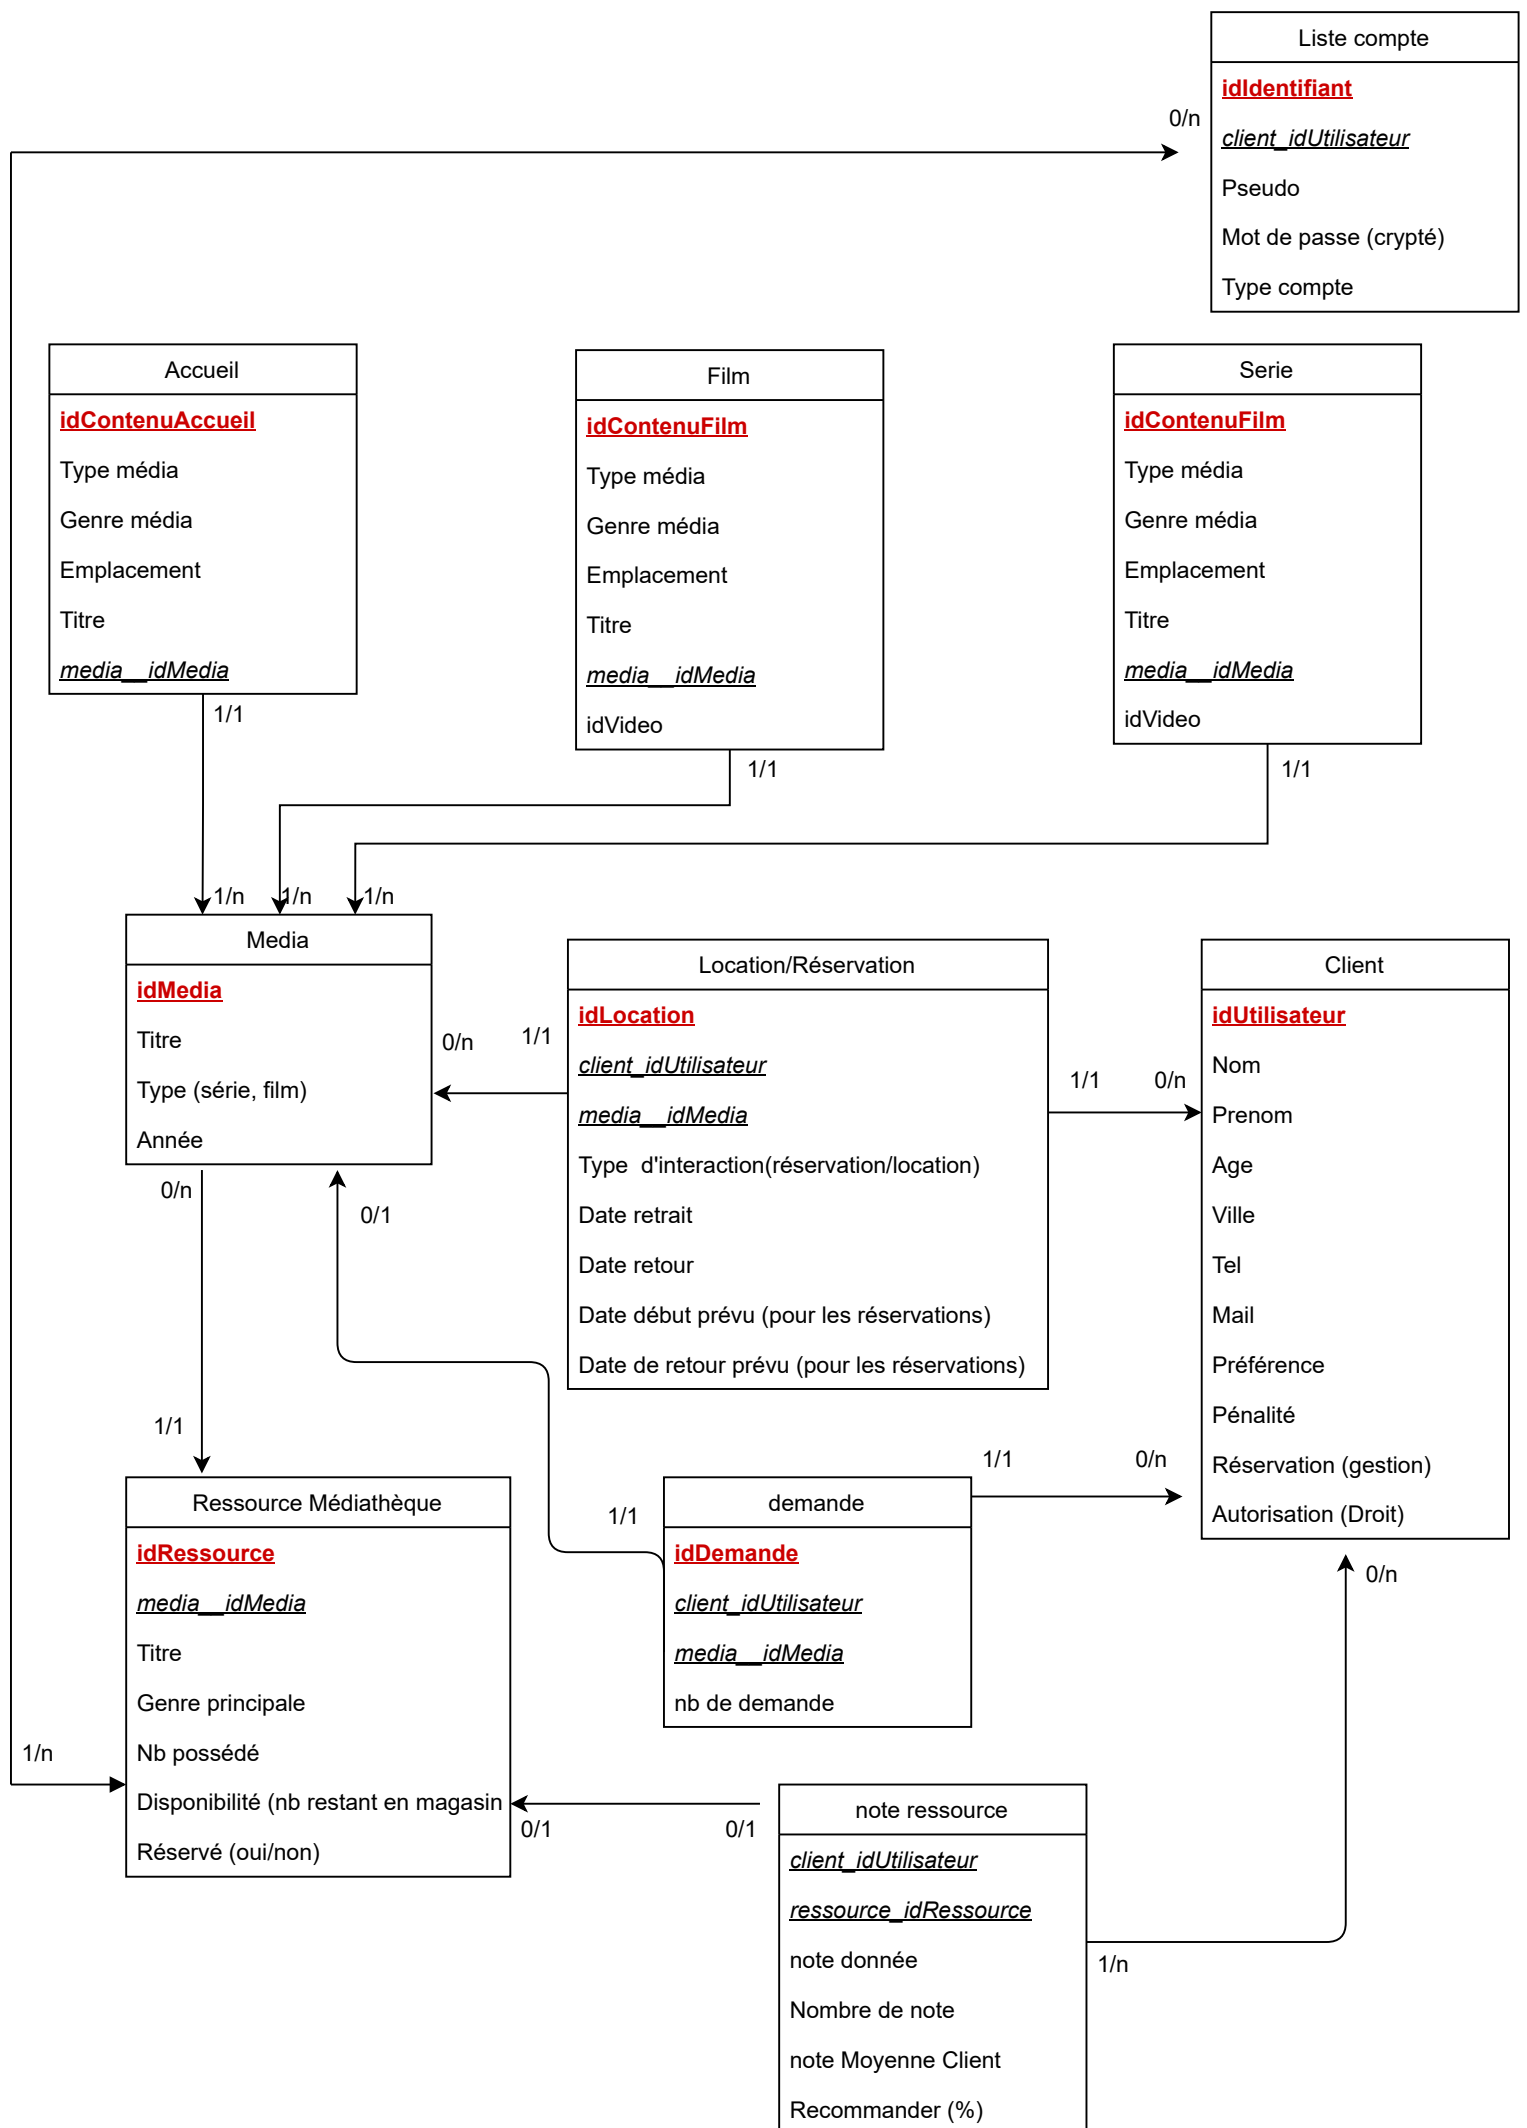 Liste compte
idIdentifiant
client_idUtilisateur
Pseudo
Mot de passe (crypté)
Type compte
0/n
Accueil
idContenuAccueil
Type média
Genre média
Emplacement
Titre
media__idMedia
1/1
Film
idContenuFilm
Type média
Genre média
Emplacement
Titre
media__idMedia
idVideo
1/1
Serie
idContenuFilm
Type média
Genre média
Emplacement
Titre
media__idMedia
idVideo
1/1
1/n
1/n
1/n
Media
idMedia
Titre
Type (série, film)
Année
0/n
1/1
0/n
0/1
Location/Réservation
idLocation
client_idUtilisateur
media__idMedia
Type  d'interaction(réservation/location)
Date retrait
Date retour
Date début prévu (pour les réservations)
Date de retour prévu (pour les réservations)
1/1
0/n
Client
idUtilisateur
Nom
Prenom
Age
Ville
Tel
Mail
Préférence
Pénalité
Réservation (gestion)
Autorisation (Droit)
1/1
Ressource Médiathèque
idRessource
media__idMedia
Titre
Genre principale
Nb possédé
Disponibilité (nb restant en magasin
Réservé (oui/non)
1/n
1/1
demande
idDemande
client_idUtilisateur
media__idMedia
nb de demande
1/1
0/n
0/n
0/1
0/1
note ressource
client_idUtilisateur
ressource_idRessource
note donnée
Nombre de note
note Moyenne Client
Recommander (%)
1/n